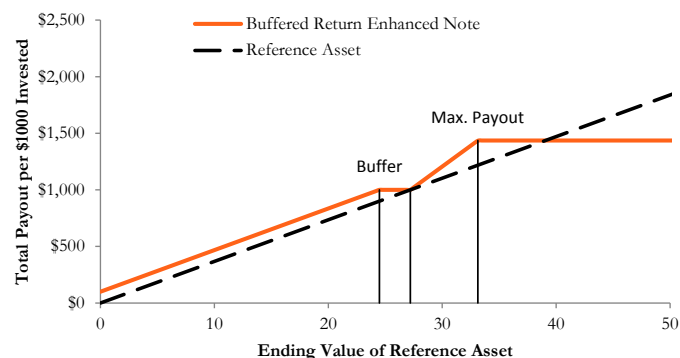 $2,500
$2,000
$1,500
$1,000
$500
$0
Total Payout per $1000 Invested
Buffered Return Enhanced Note
Reference Asset
Max. Payout
Buffer
0 10 20 30 40 50
Ending Value of Reference Asset